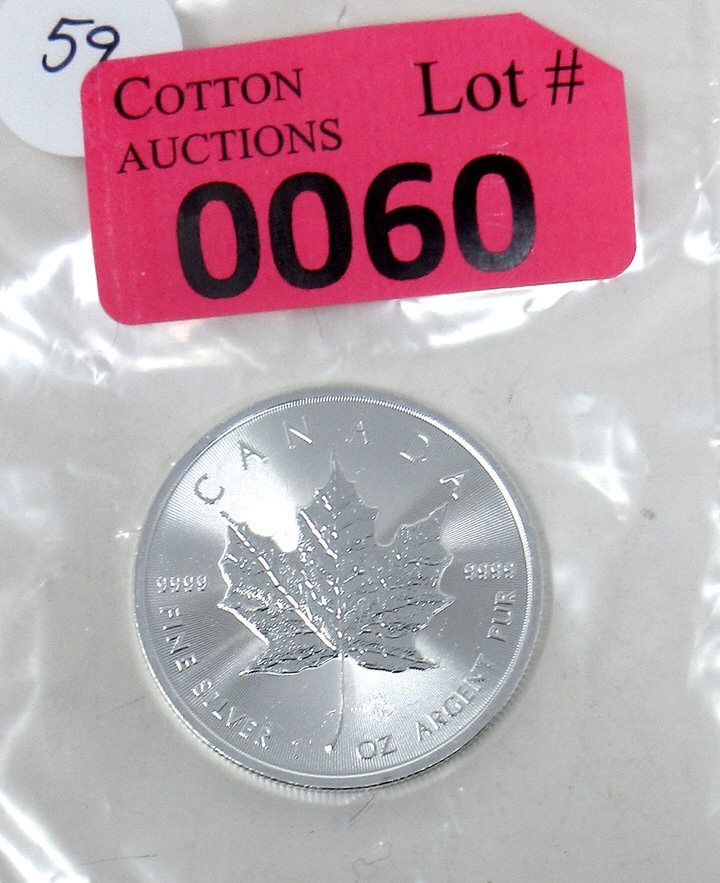 59
COTTON AUCTIONS
Lot #
0060
CANADA
9999
9999
FINE SILVER 1 OZ ARGENT PUR